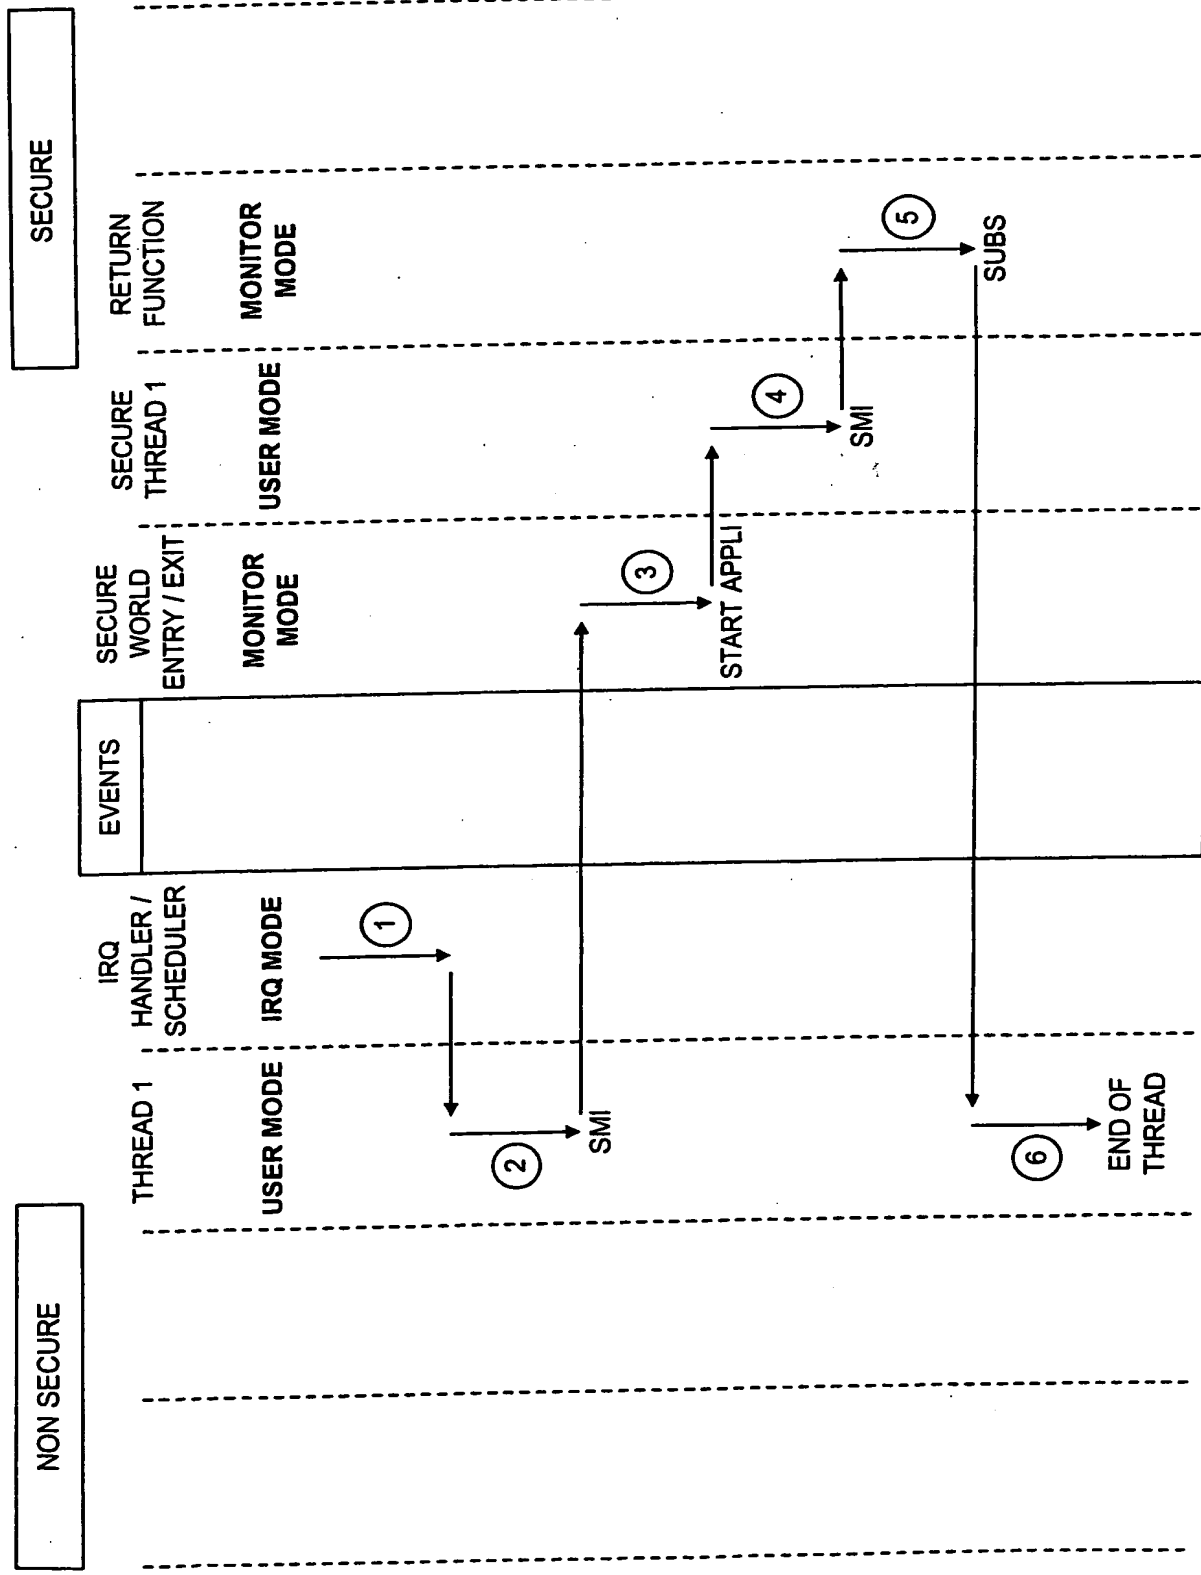 NON SECURE
SECURE
EVENTS
THREAD 1
USER MODE
IRQ
HANDLER /
SCHEDULER
IRQ MODE
SECURE
WORLD
ENTRY / EXIT
MONITOR
MODE
SECURE
THREAD 1
USER MODE
RETURN
FUNCTION
MONITOR
MODE
1
2
SMI
3
START APPLI
4
SMI
5
SUBS
6
END OF
THREAD